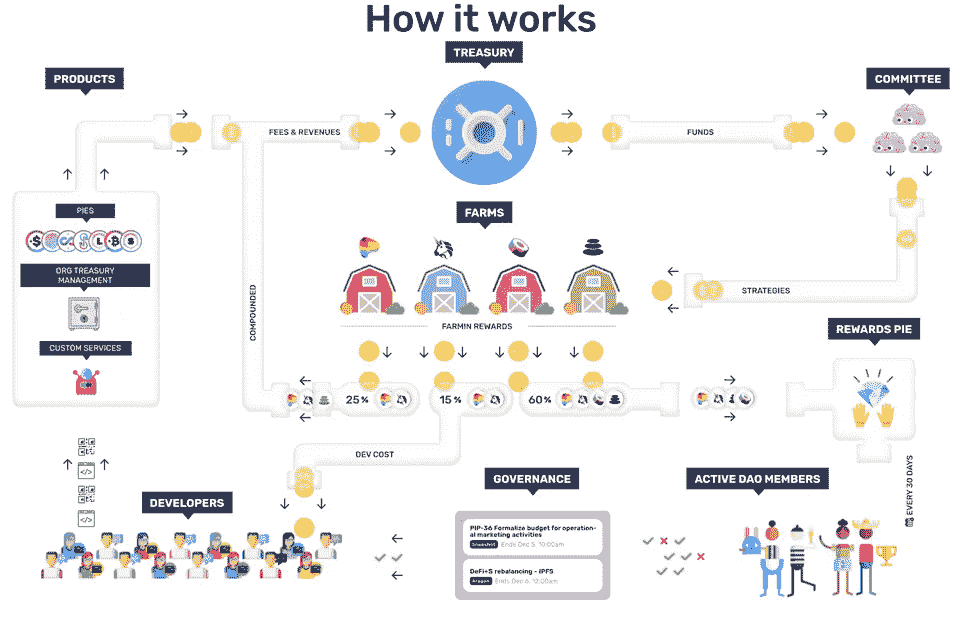 How it works
TREASURY
PRODUCTS
COMMITTEE
FEES & REVENUES
FUNDS
PIES
FARMS
ORG TREASURY
MANAGEMENT
COMPOUNDED
STRATEGIES
FARMIN REWARDS
REWARDS PIE
CUSTOM SERVICES
25%
15%
60%
DEV COST
GOVERNANCE
ACTIVE DAO MEMBERS
EVERY 30 DAYS
DEVELOPERS
PIP-36 Formalize budget for operation-
al marketing activities
Snapshot Ends Dec 5, 10:00am
DeFi+S rebalancing - IPFS
Aragon Ends Dec 6, 12:00am